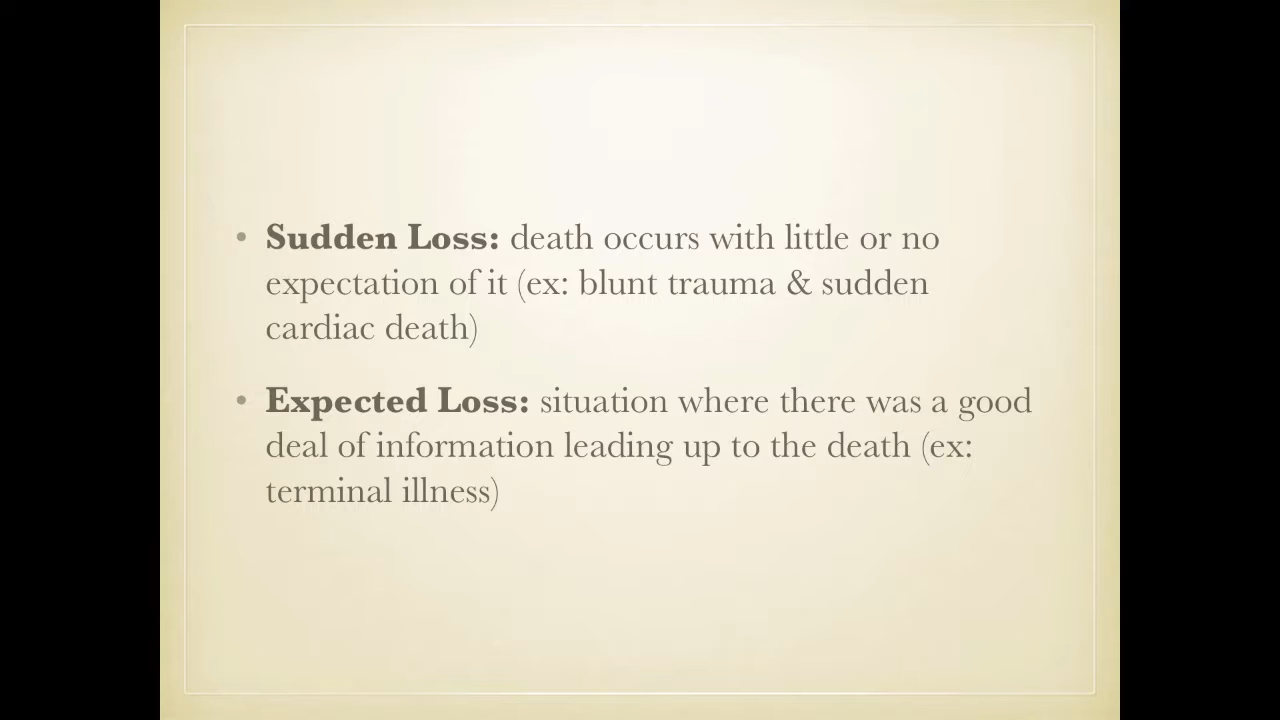 • Sudden Loss: death occurs with little or no
expectation of it (ex: blunt trauma & sudden
cardiac death)
• Expected Loss: situation where there was a good
deal of information leading up to the death (ex:
terminal illness)